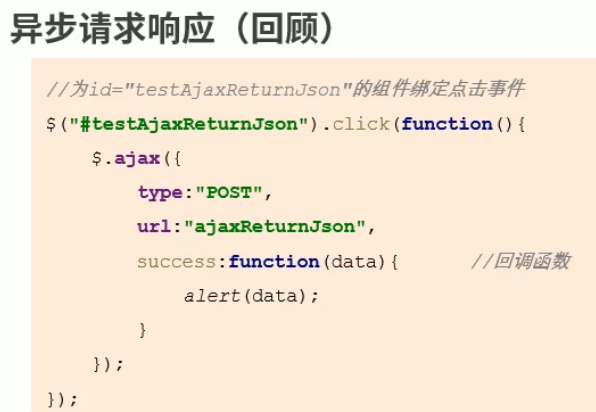 异步请求响应（回顾）
//为id="testAjaxReturnJson"的组件绑定点击事件
$("#testAjaxReturnJson").click(function(){
    $.ajax({
        type:"POST",
        url:"ajaxReturnJson",
        success:function(data){      //回调函数
            alert(data);
        }
    });
});